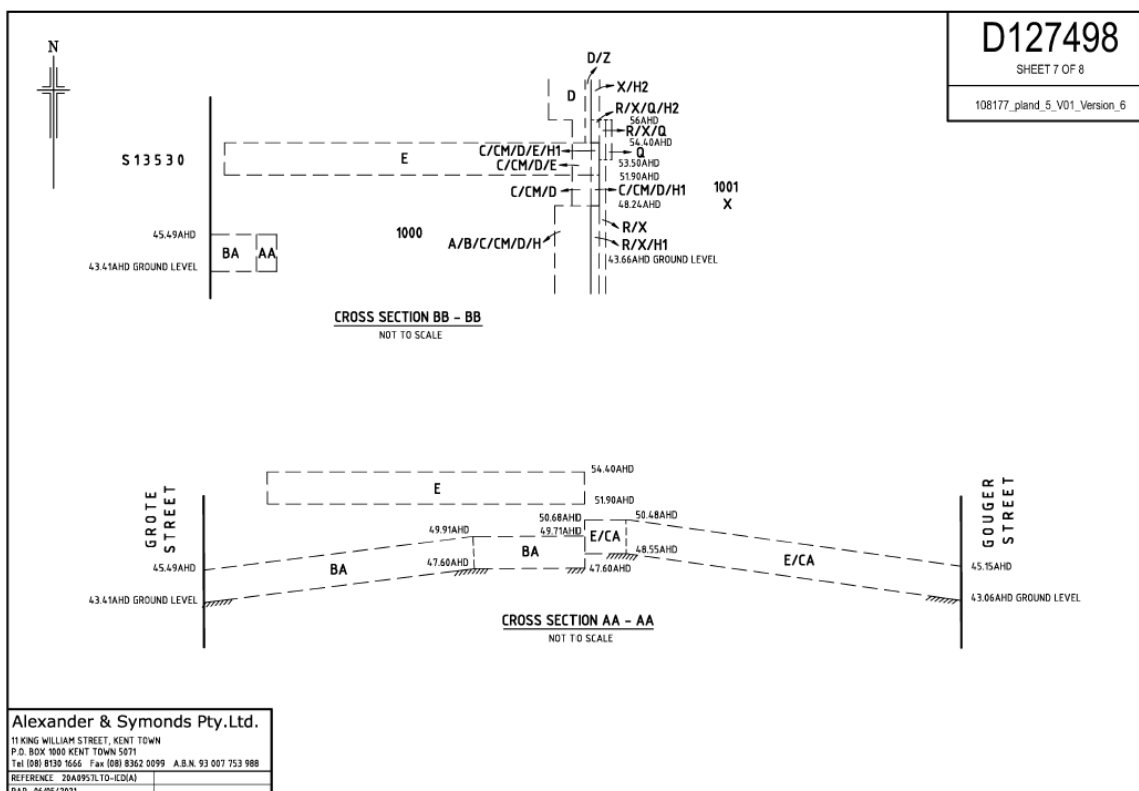 D127498
SHEET 7 OF 8
108177_pland_5_V01_Version_6
N
D/Z
X/H2
D
R/X/Q/H2
56AHD
R/X/Q
54.40AHD
C/CM/D/E/H1
Q
S13530
E
C/CM/D/E
53.50AHD
51.90AHD
C/CM/D
C/CM/D/H1
1001
X
48.24AHD
45.49AHD
1000
R/X
BA
AA
A/B/C/CM/D/H
R/X/H1
43.41AHD GROUND LEVEL
43.66AHD GROUND LEVEL
CROSS SECTION BB - BB
NOT TO SCALE
54.40AHD
E
51.90AHD
GROTE
STREET
50.68AHD
50.48AHD
GOUGER
STREET
49.91AHD
49.71AHD
E/CA
BA
48.55AHD
E/CA
45.49AHD
BA
47.60AHD
47.60AHD
45.15AHD
43.41AHD GROUND LEVEL
43.06AHD GROUND LEVEL
CROSS SECTION AA - AA
NOT TO SCALE
Alexander & Symonds Pty.Ltd.
11 KING WILLIAM STREET, KENT TOWN
P.O. BOX 1000 KENT TOWN 5071
Tel (08) 8130 1666 Fax (08) 8362 0099 A.B.N. 93 007 753 988
REFERENCE 20A0957LTO-ICD(A)